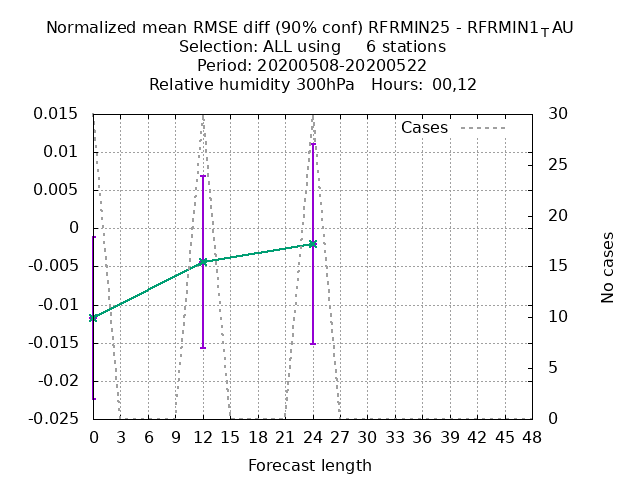 Normalized mean RMSE diff (90% conf) RFRMIN25 - RFRMIN1_TAU
Selection: ALL using 6 stations
Period: 20200508-20200522
Relative humidity 300hPa Hours: 00,12
Cases
0.015
0.01
0.005
0
-0.005
-0.01
-0.015
-0.02
-0.025
30
25
20
15
10
5
0
No cases
0 3 6 9 12 15 18 21 24 27 30 33 36 39 42 45 48
Forecast length